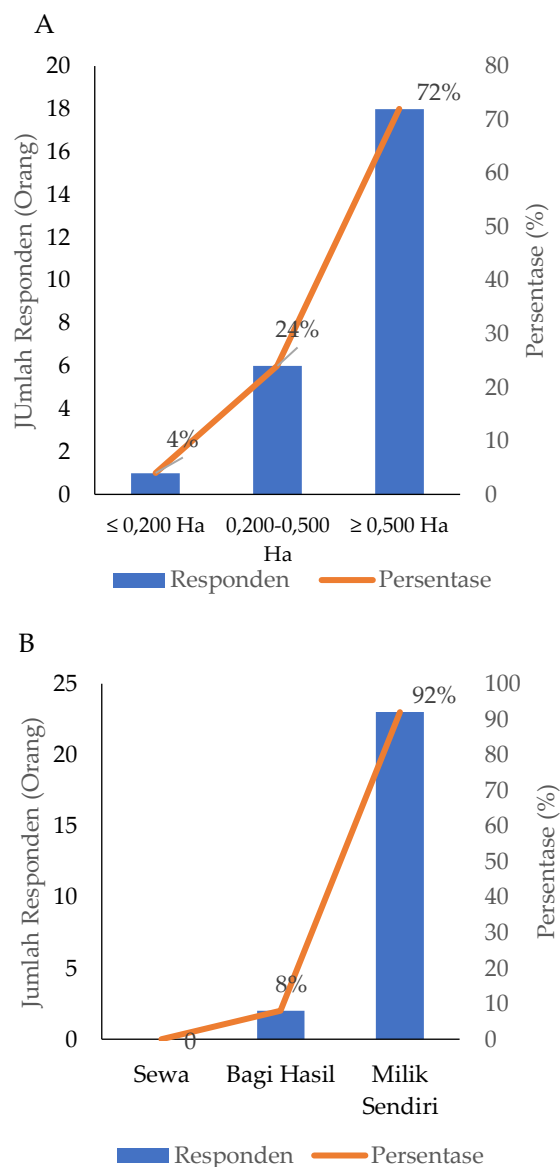 A
JUmlah Responden (Orang)
20
18
16
14
12
10
8
6
4
2
0
4%
24%
72%
80
70
60
50
40
30
20
10
0
Persentase (%)
≤ 0,200 Ha
0,200-0,500
Ha
≥ 0,500 Ha
Responden
Persentase
B
Jumlah Responden (Orang)
25
20
15
10
5
0
0
8%
92%
100
90
80
70
60
50
40
30
20
10
0
Persentase (%)
Sewa
Bagi Hasil
Milik
Sendiri
Responden
Persentase